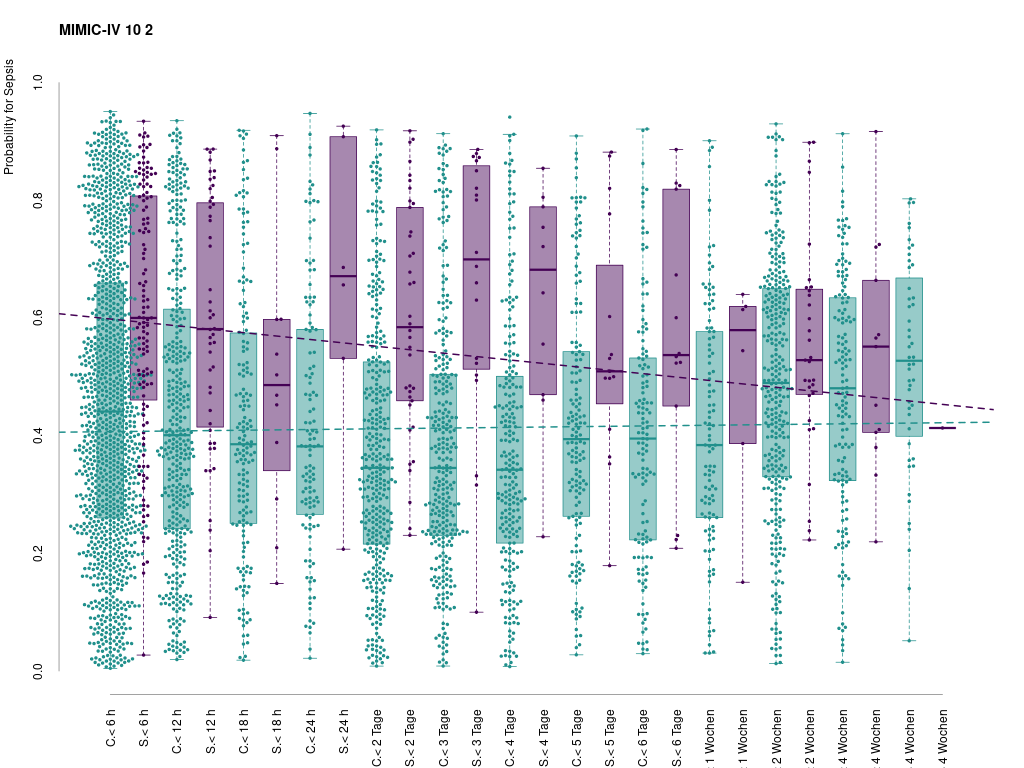 MIMIC-IV 10 2
Probability for Sepsis
1.0
0.8
0.6
0.4
0.2
0.0
C.< 6 h
S.< 6 h
C.< 12 h
S.< 12 h
C.< 18 h
S.< 18 h
C.< 24 h
S.< 24 h
C.< 2 Tage
S.< 2 Tage
C.< 3 Tage
S.< 3 Tage
C.< 4 Tage
S.< 4 Tage
C.< 5 Tage
S.< 5 Tage
C.< 6 Tage
S.< 6 Tage
1 Wochen
1 Wochen
2 Wochen
2 Wochen
4 Wochen
4 Wochen
4 Wochen
4 Wochen